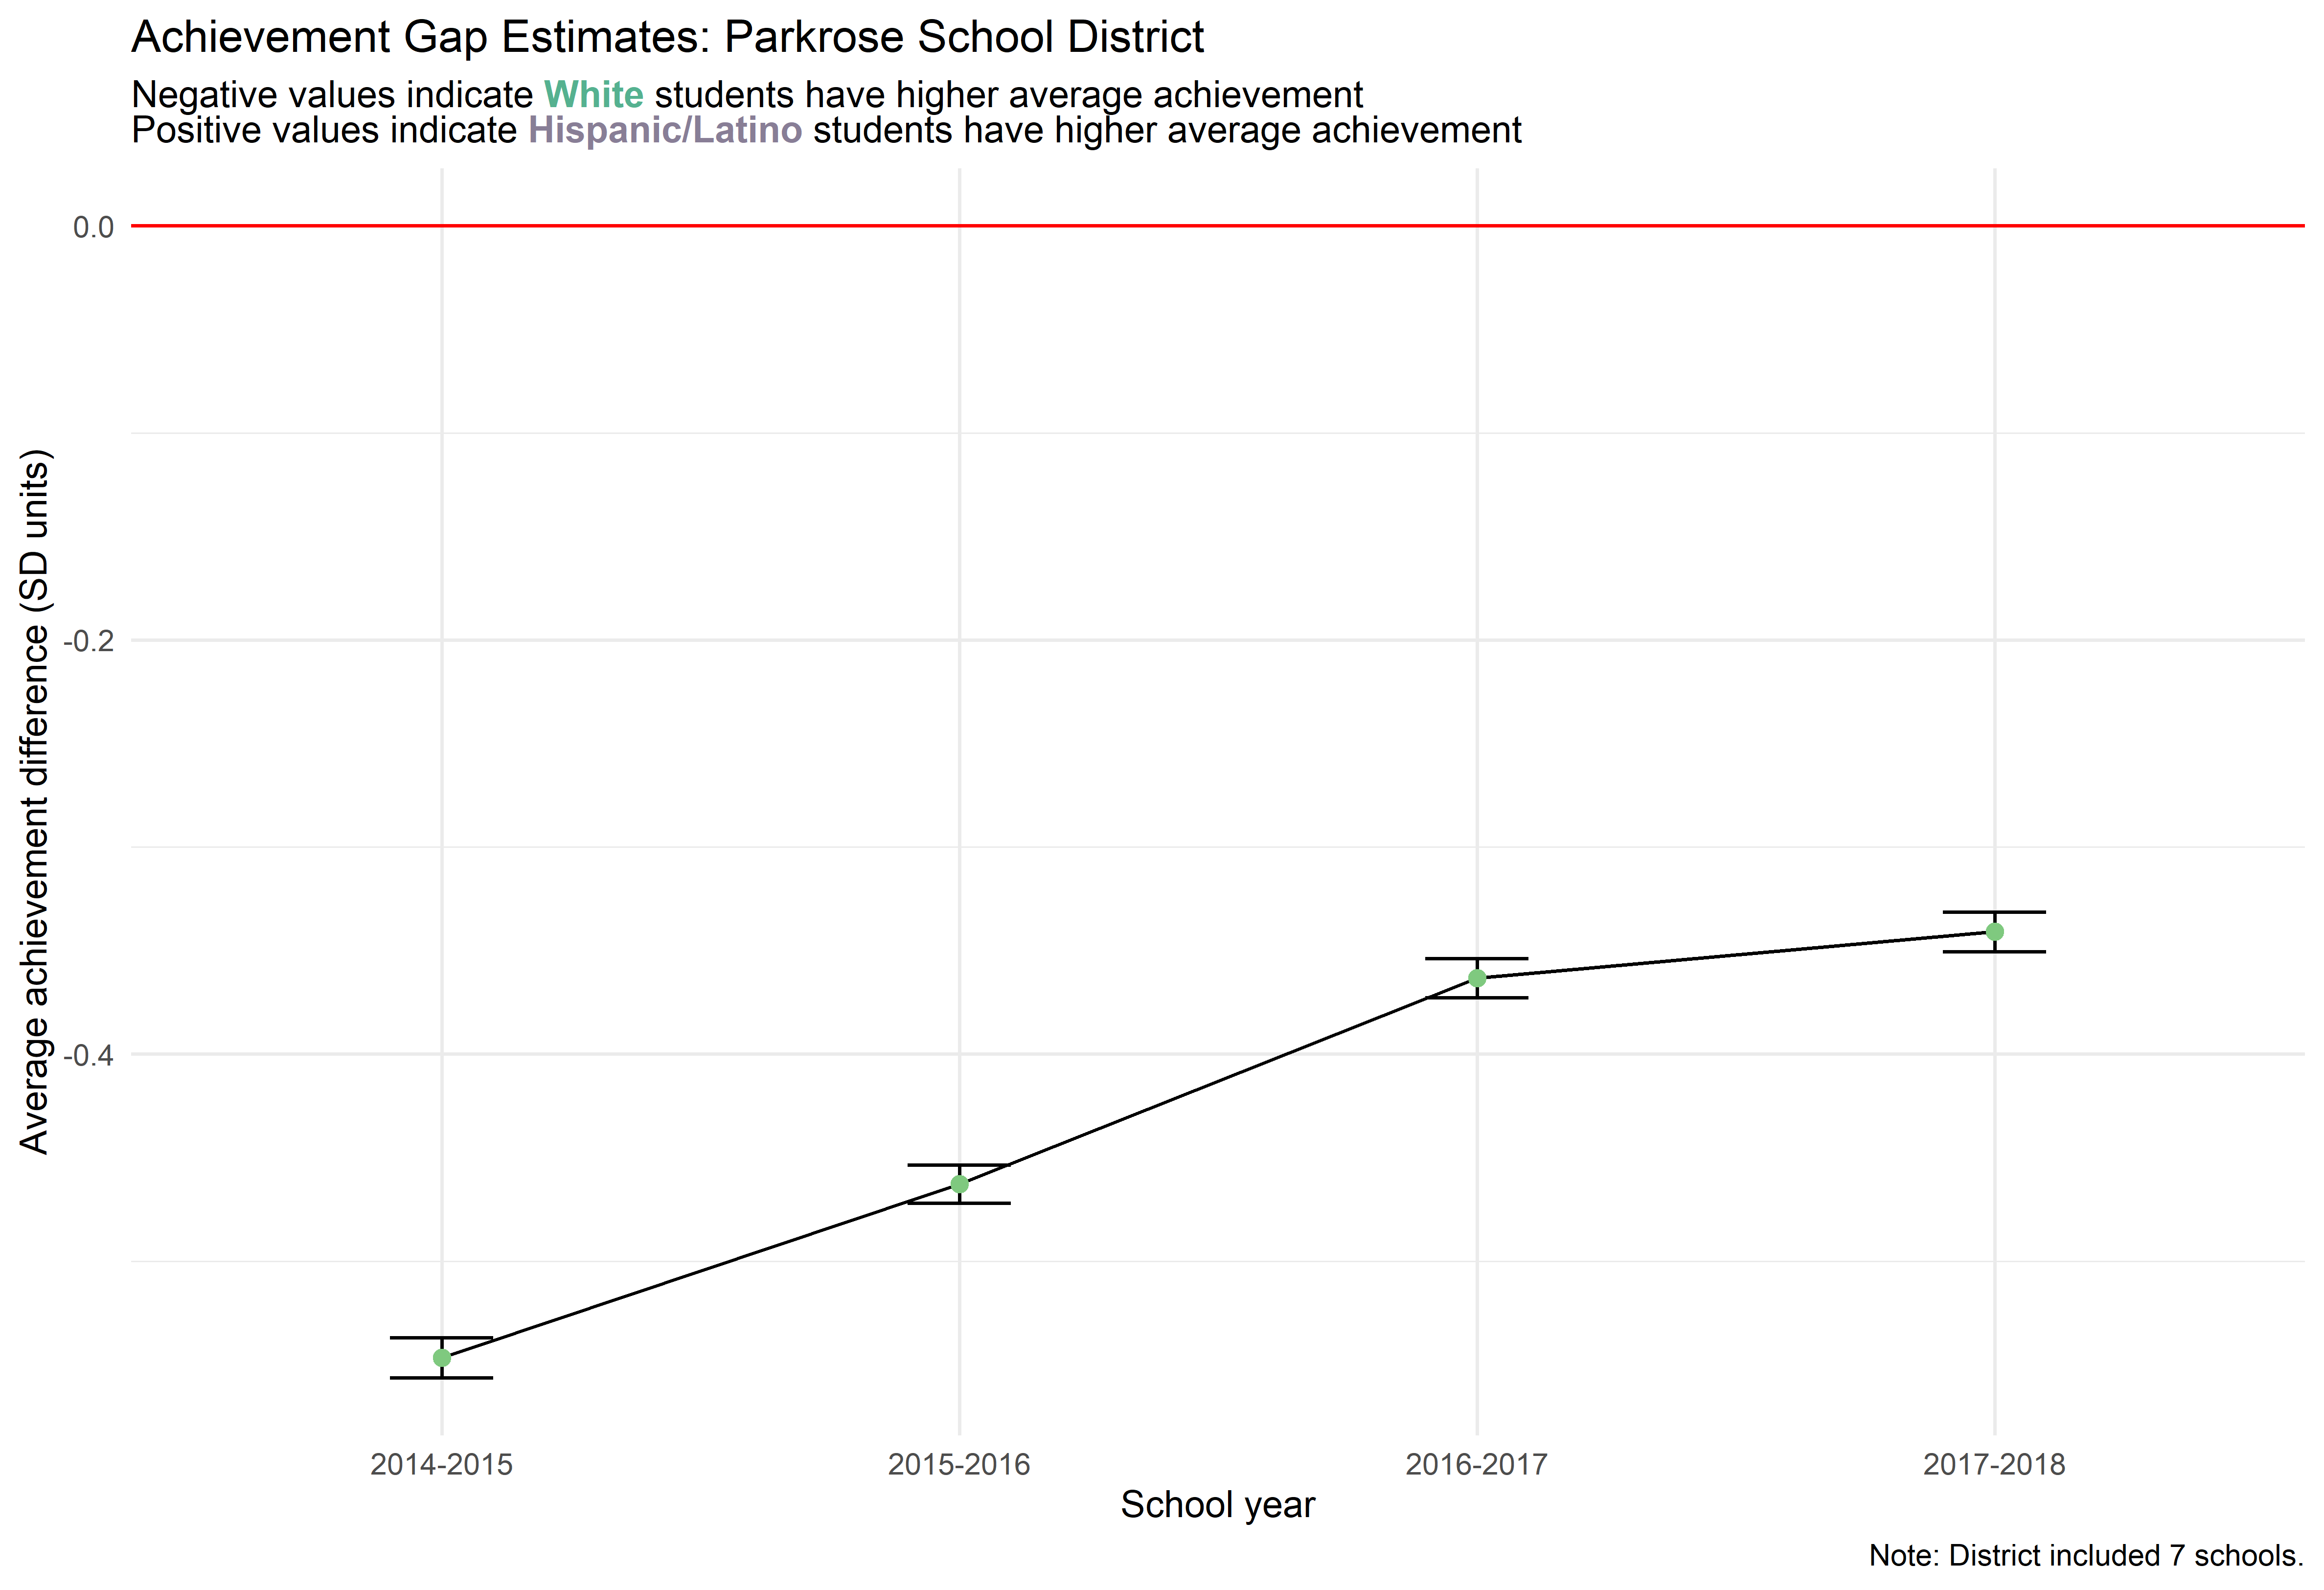 Achievement Gap Estimates: Parkrose School District
Negative values indicate White students have higher average achievement
Positive values indicate Hispanic/Latino students have higher average achievement
Average achievement difference (SD units)
0.0
-0.2
-0.4
2014-2015
2015-2016
2016-2017
2017-2018
School year
Note: District included 7 schools.